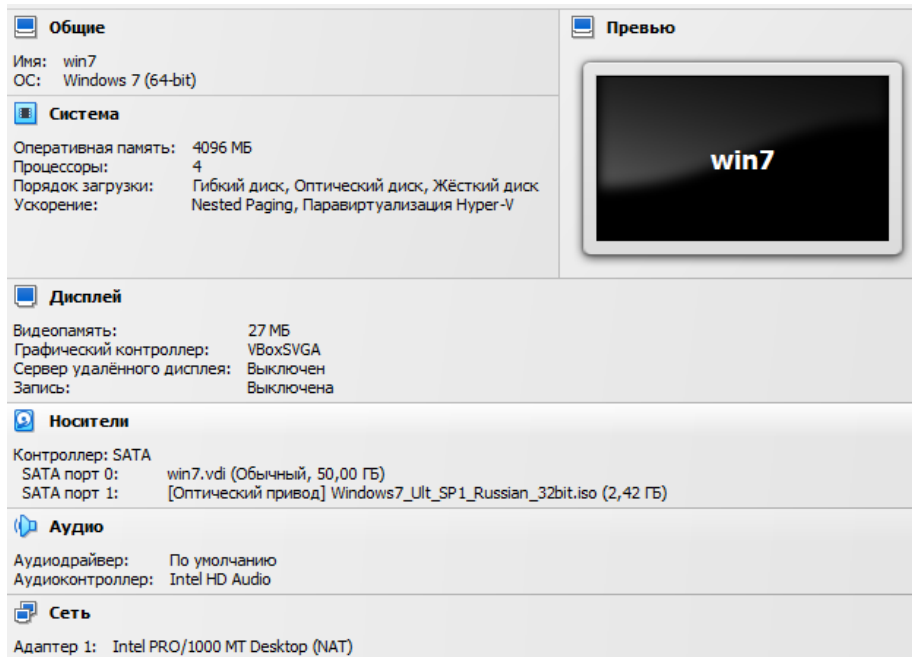 Общие
Имя: win7
ОС: Windows 7 (64-bit)
Превью
win7
Система
Оперативная память: 4096 МБ
Процессоры: 4
Порядок загрузки: Гибкий диск, Оптический диск, Жёсткий диск
Ускорение: Nested Paging, Паравиртуализация Hyper-V
Дисплей
Видеопамять: 27 МБ
Графический контроллер: VBoxSVGA
Сервер удалённого дисплея: Выключен
Запись: Выключена
Носители
Контроллер: SATA
SATA порт 0: win7.vdi (Обычный, 50,00 ГБ)
SATA порт 1: [Оптический привод] Windows7_Ult_SP1_Russian_32bit.iso (2,42 ГБ)
Аудио
Аудиодрайвер: По умолчанию
Аудиоконтроллер: Intel HD Audio
Сеть
Адаптер 1: Intel PRO/1000 MT Desktop (NAT)